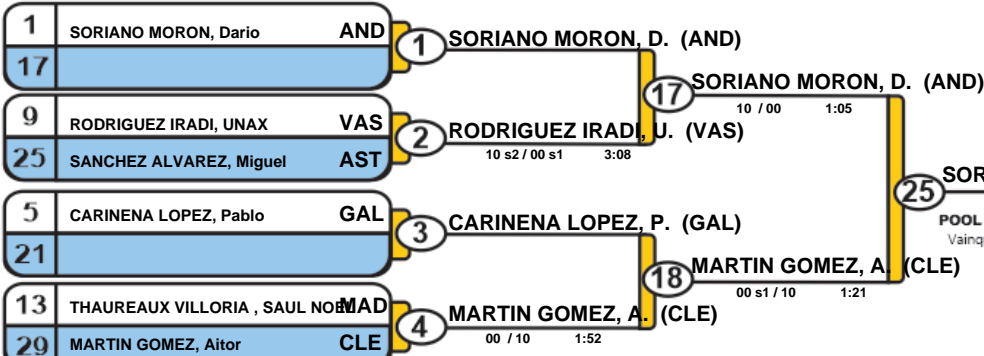 1 SORIANO MORON, Dario AND
17
1 SORIANO MORON, D. (AND)
9 RODRIGUEZ IRADI, UNAX VAS
25 SANCHEZ ALVAREZ, Miguel AST
2 RODRIGUEZ IRADI, U. (VAS)
10 s2 / 00 s1 3:08
17 SORIANO MORON, D. (AND)
10 / 00 1:05
5 CARINENA LOPEZ, Pablo GAL
21
3 CARINENA LOPEZ, P. (GAL)
13 THAUREAUX VILLORIA , SAUL NOE MAD
29 MARTIN GOMEZ, Aitor CLE
4 MARTIN GOMEZ, A. (CLE)
00 / 10 1:52
18 MARTIN GOMEZ, A. (CLE)
00 s1 / 10 1:21
25 SOR
POOL
Vainq